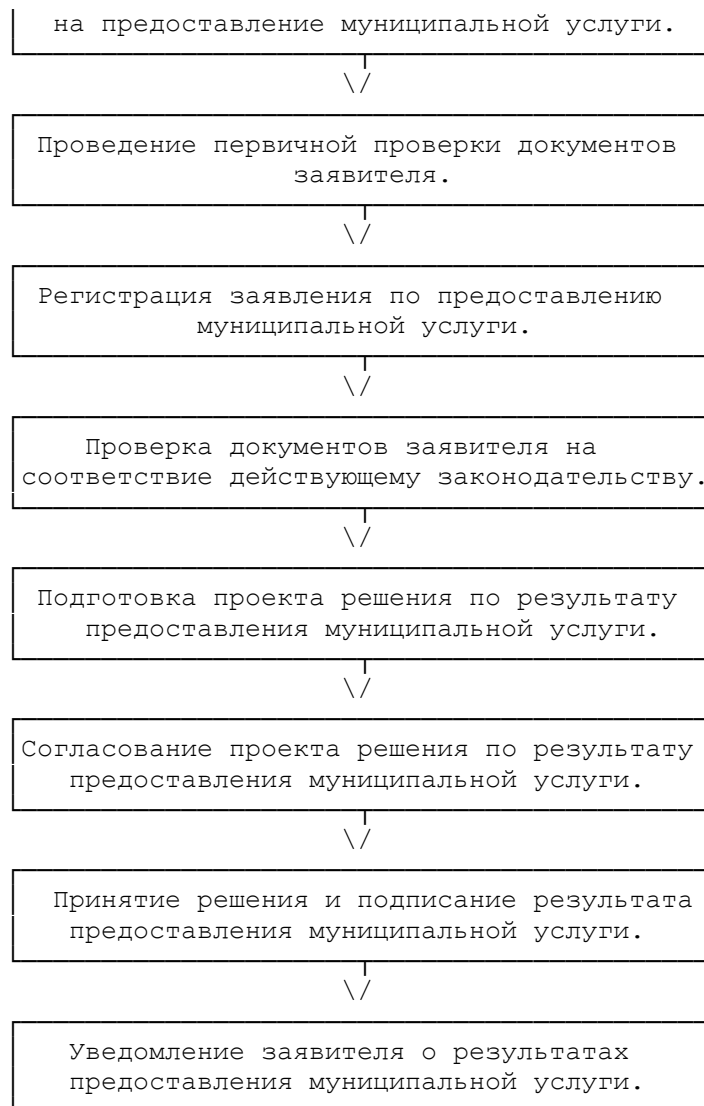 на предоставление муниципальной услуги.
\/
Проведение первичной проверки документов
заявителя.
\/
Регистрация заявления по предоставлению
муниципальной услуги.
\/
Проверка документов заявителя на
соответствие действующему законодательству.
\/
Подготовка проекта решения по результату
предоставления муниципальной услуги.
\/
Согласование проекта решения по результату
предоставления муниципальной услуги.
\/
Принятие решения и подписание результата
предоставления муниципальной услуги.
\/
Уведомление заявителя о результатах
предоставления муниципальной услуги.